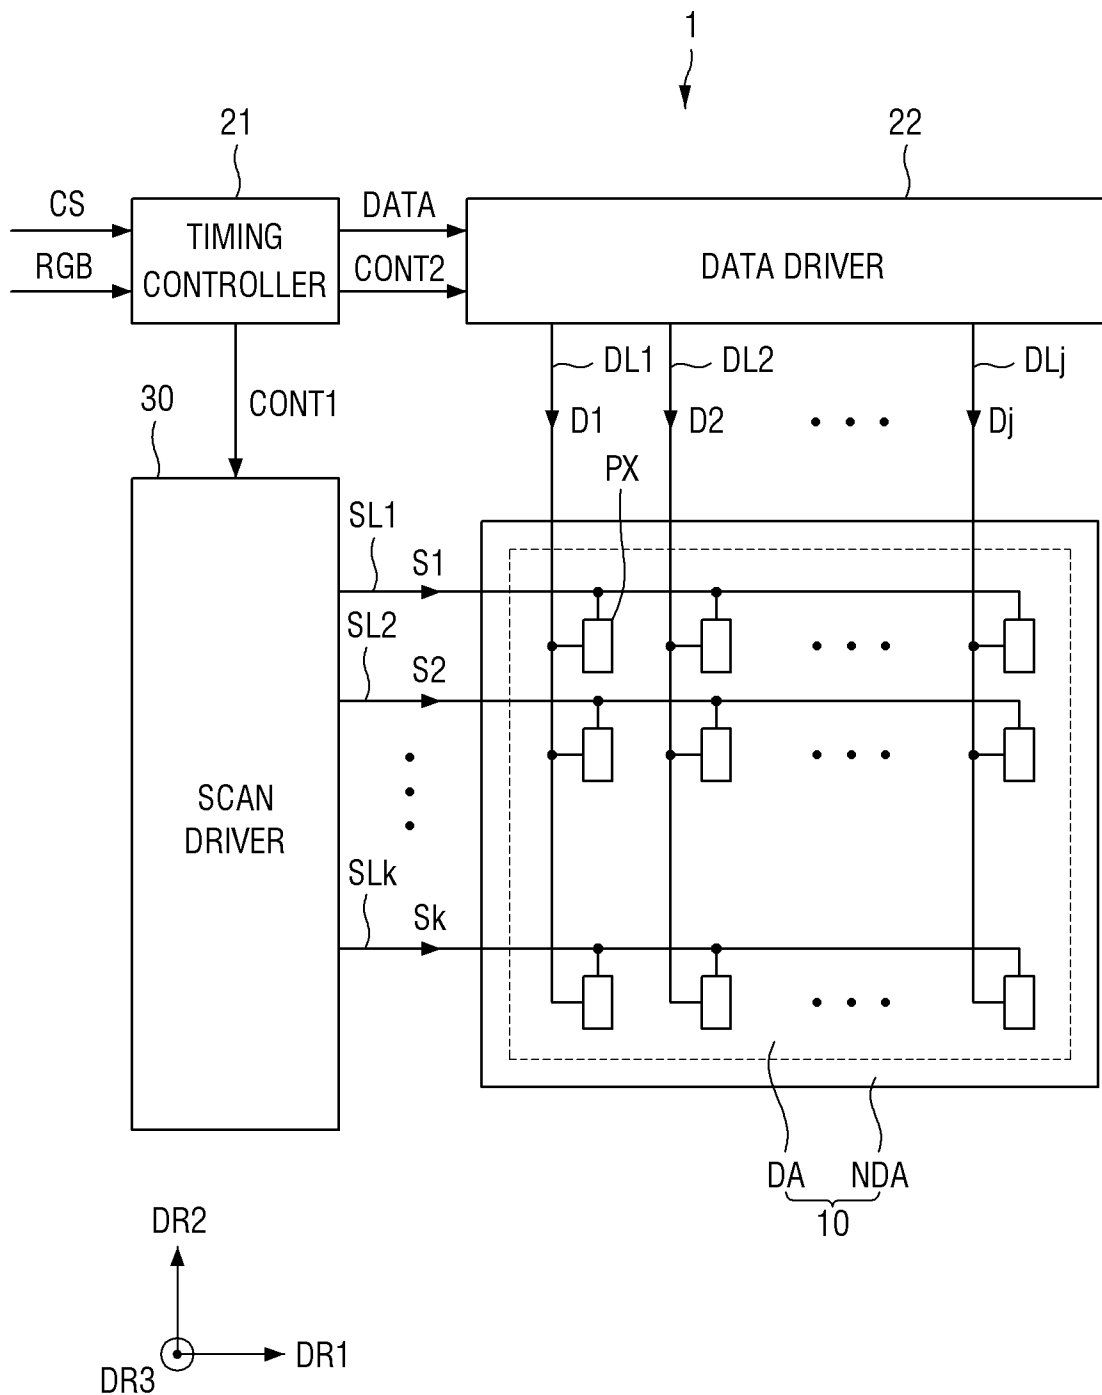 1
21
22
CS
DATA
TIMING
CONTROLLER
RGB
CONT2
DATA DRIVER
DL1
DL2
DLj
30
CONT1
D1
D2
Dj
PX
SL1
S1
SL2
S2
SCAN
DRIVER
SLk
Sk
DA
NDA
10
DR2
DR1
DR3